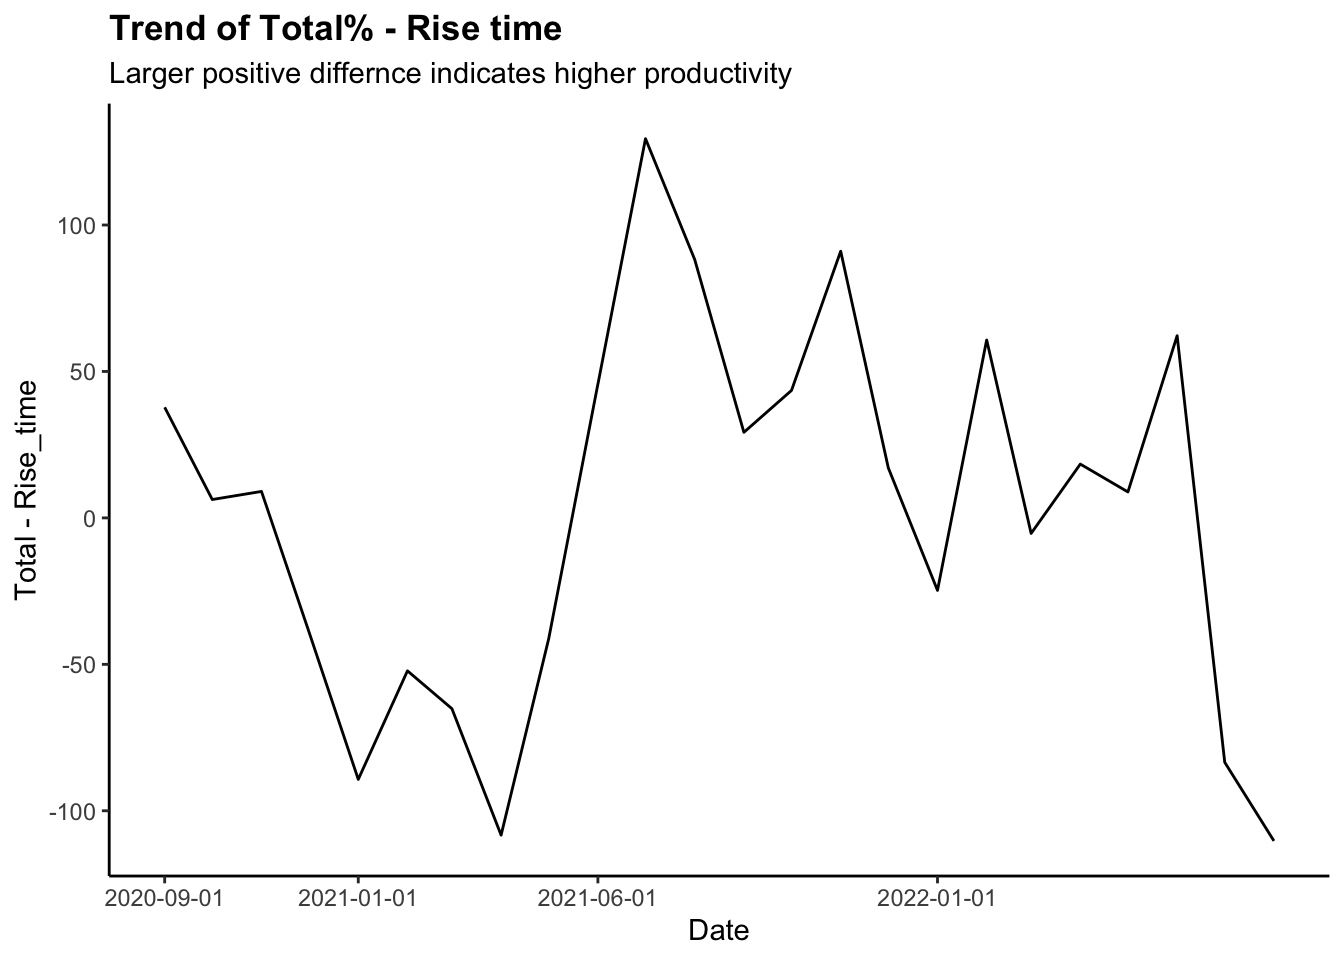 Trend of Total% - Rise time
Larger positive differnce indicates higher productivity
Total - Rise_time
100
50
0
-50
-100
2020-09-01 2021-01-01 2021-06-01 2022-01-01
Date